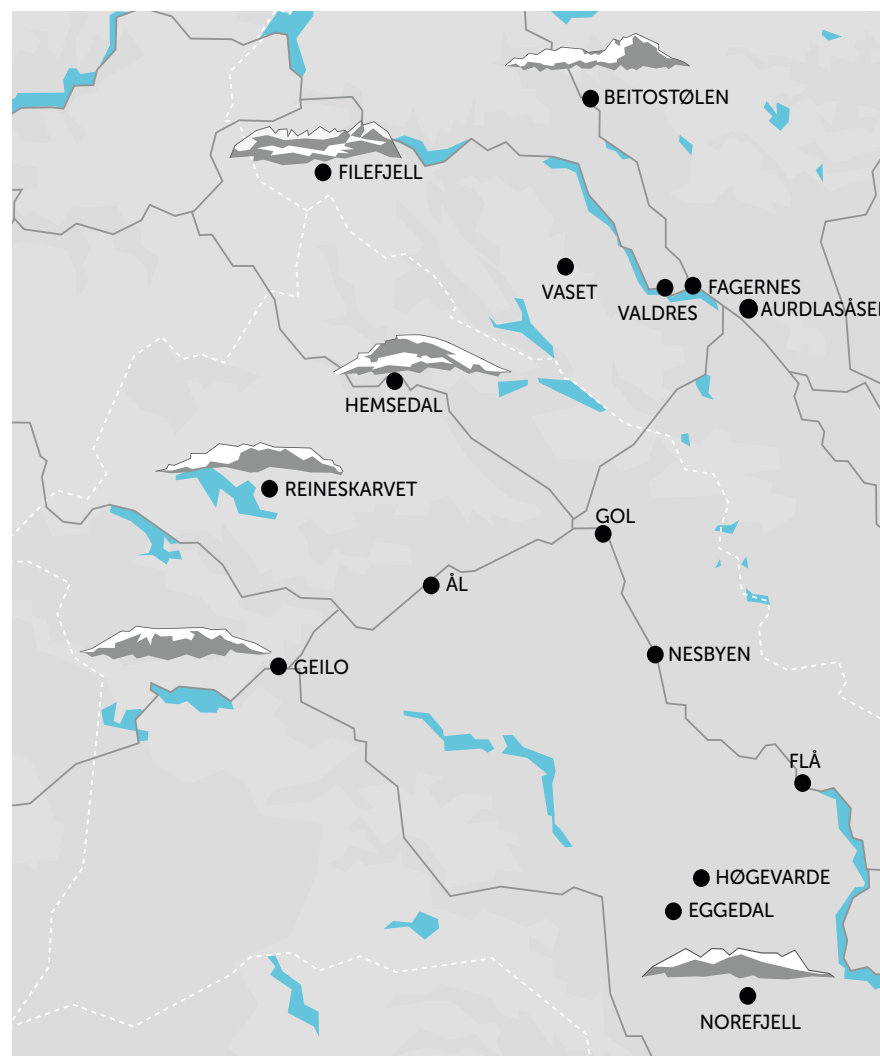 BEITOSTØLEN
FILEFJELL
VASET
FAGERNES
VALDRES
AURDLASÅSEN
HEMSEDAL
REINESKARVET
GOL
ÅL
NESBYEN
GEILO
FLÅ
HØGEVARDE
EGGEDAL
NOREFJELL